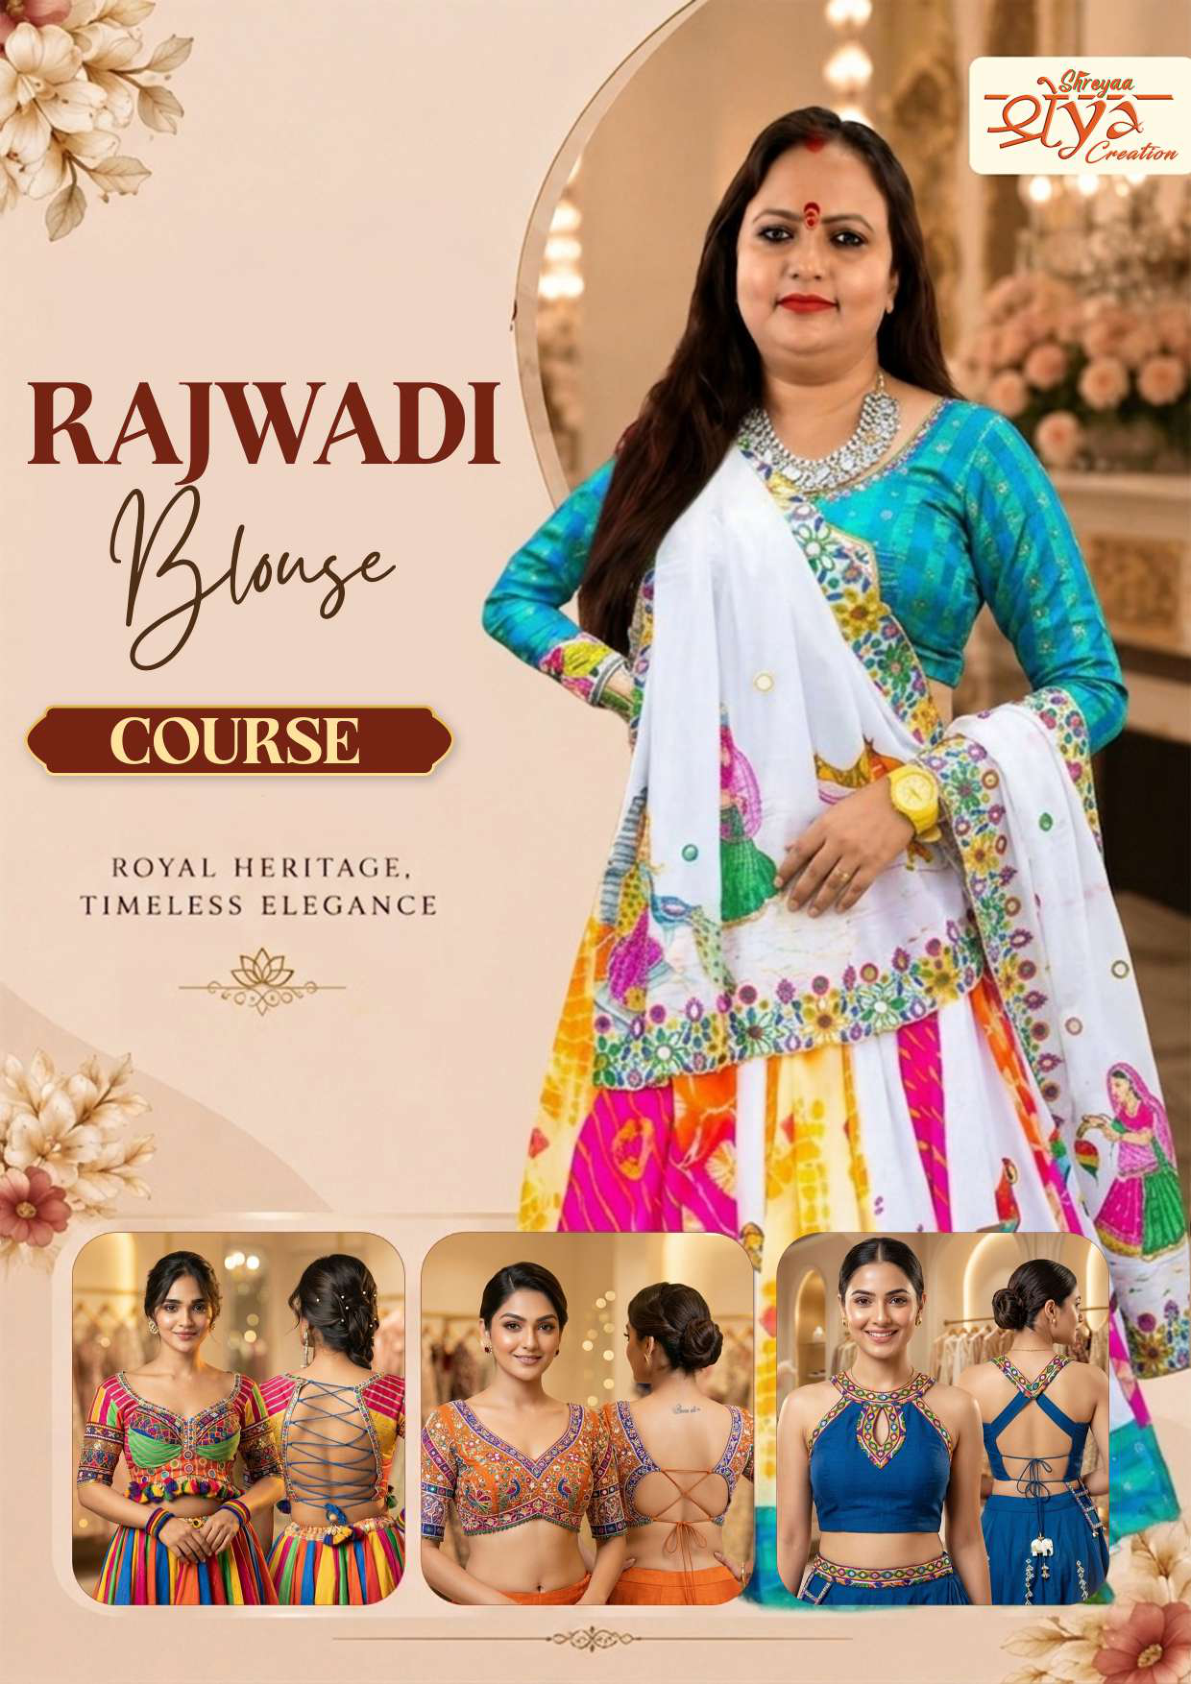 Shreyaa
श्रेया
Creation
RAJWADI
Blouse
COURSE
ROYAL HERITAGE,
TIMELESS ELEGANCE